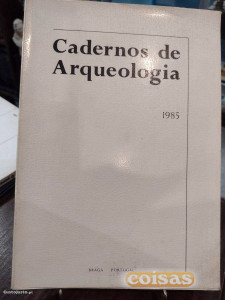 Cadernos de
Arqueologia
1985
BRAGA PORTUGAL
coisas